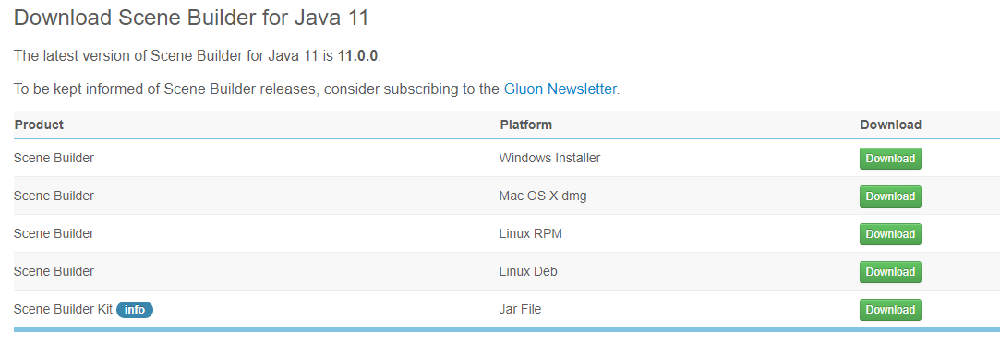 Download Scene Builder for Java 11
The latest version of Scene Builder for Java 11 is 11.0.0.
To be kept informed of Scene Builder releases, consider subscribing to the Gluon Newsletter.
Product Platform Download
Scene Builder Windows Installer Download
Scene Builder Mac OS X dmg Download
Scene Builder Linux RPM Download
Scene Builder Linux Deb Download
Scene Builder Kit info Jar File Download